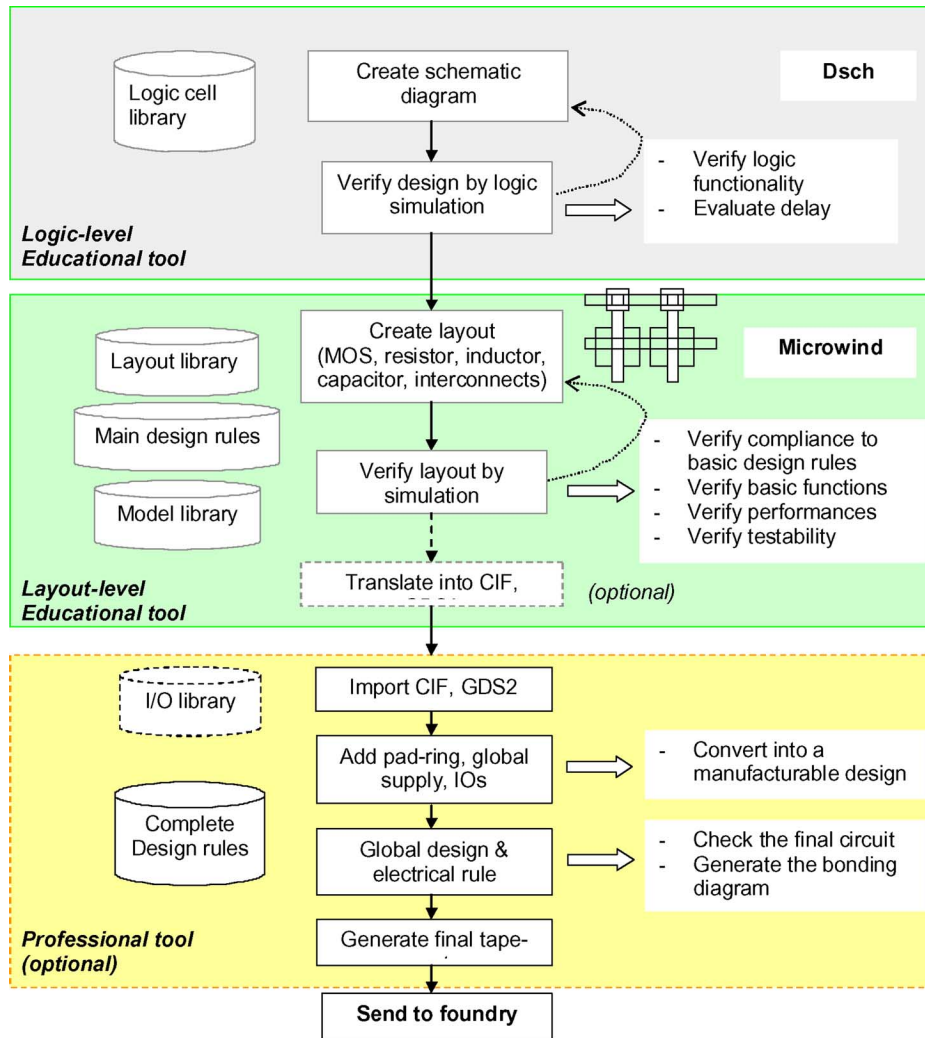 Create schematic
diagram
Dsch
Logic cell
library
Verify design by logic
simulation
- Verify logic
functionality
- Evaluate delay
Logic-level
Educational tool
Create layout
(MOS, resistor, inductor,
capacitor, interconnects)
Microwind
Layout library
Main design rules
Model library
Verify layout by
simulation
- Verify compliance to
basic design rules
- Verify basic functions
- Verify performances
- Verify testability
Translate into CIF,
(optional)
Layout-level
Educational tool
I/O library
Import CIF, GDS2
Add pad-ring, global
supply, IOs
- Convert into a
manufacturable design
Complete
Design rules
Global design &
electrical rule
- Check the final circuit
- Generate the bonding
diagram
Professional tool
(optional)
Generate final tape-
Send to foundry